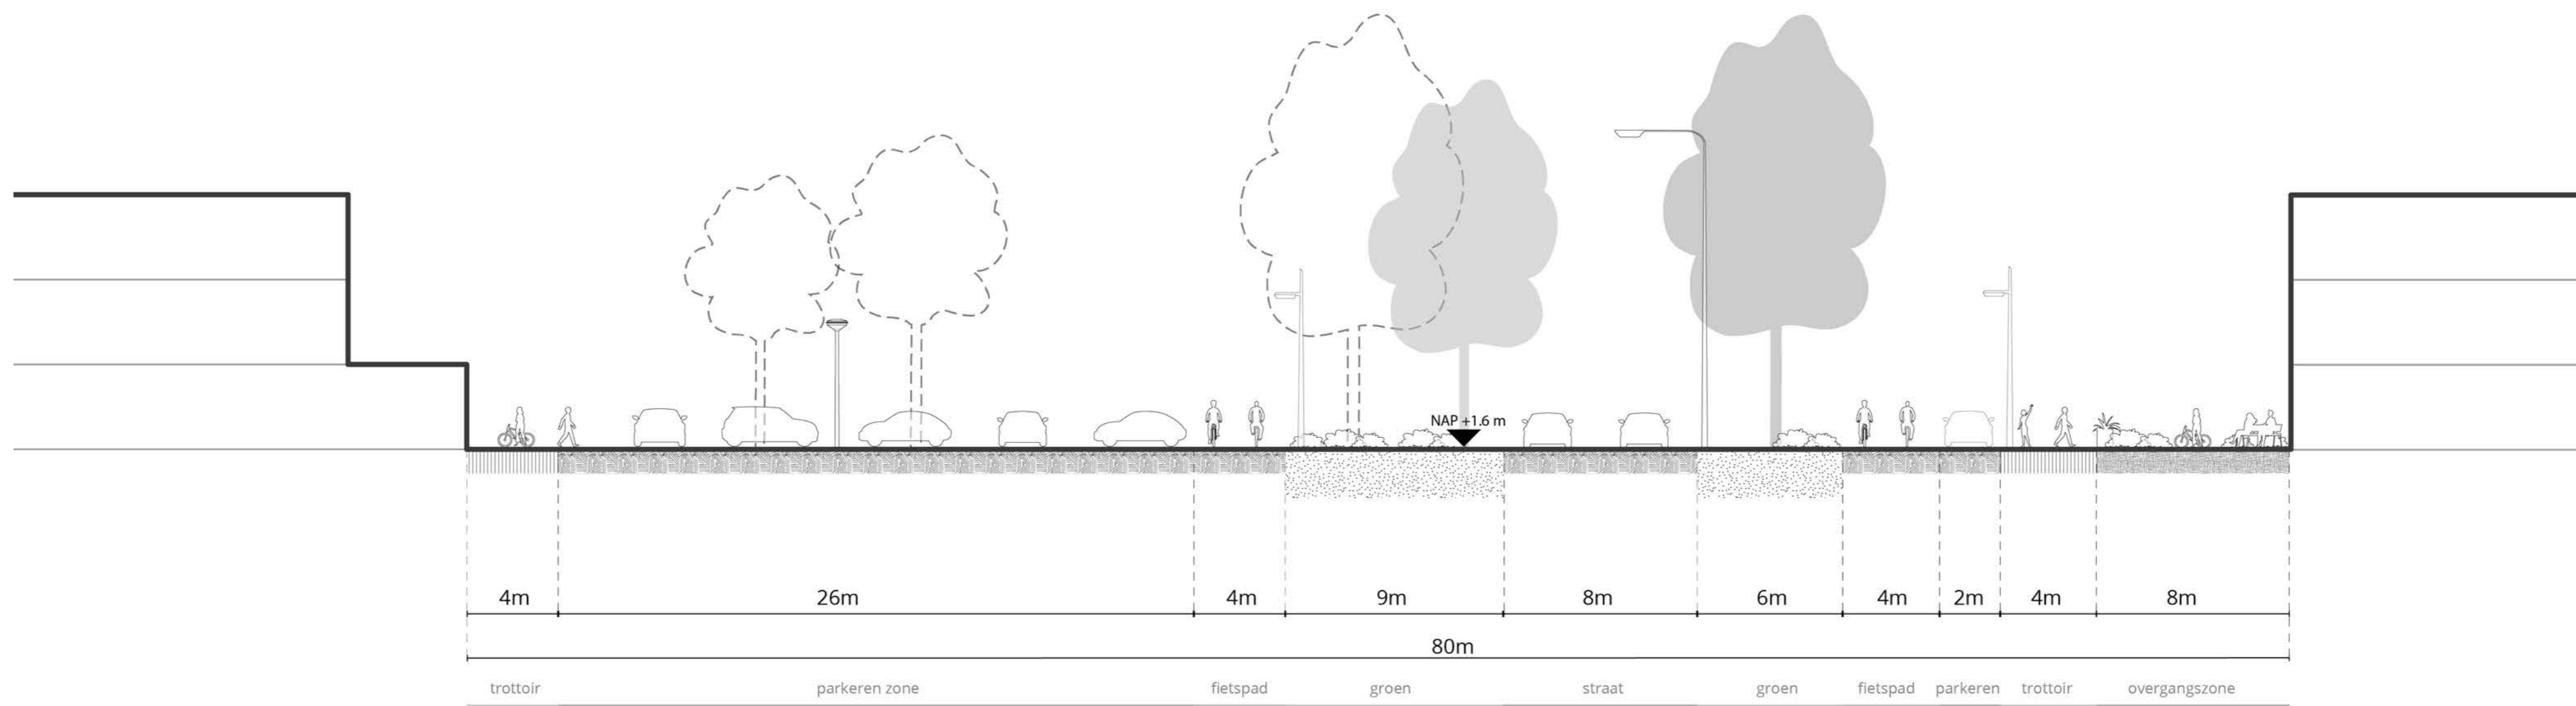 NAP +1.6 m
4m 26m 4m 9m 8m 6m 4m 2m 4m 8m
80m
trottoir parkeren zone fietspad groen straat groen fietspad parkeren trottoir overgangszone